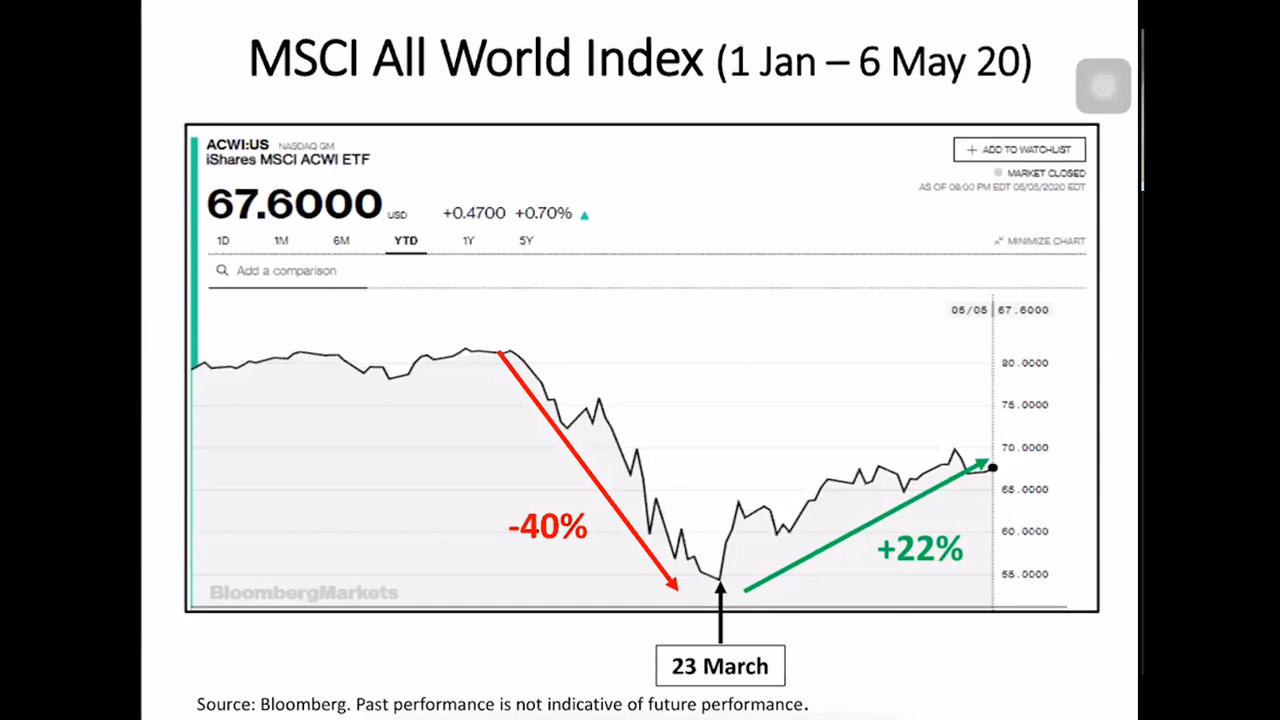 MSCI All World Index (1 Jan – 6 May 20)
ACWI:US NASDAQ GM
iShares MSCI ACWI ETF
+ ADD TO WATCHLIST
MARKET CLOSED
AS OF 08:00 PM EDT 05/05/2020 EDT
67.6000 USD +0.4700 +0.70% ▲
1D 1M 6M YTD 1Y 5Y
MINIMIZE CHART
Add a comparison
05/05 67.6000
80.0000
75.0000
70.0000
65.0000
60.0000
55.0000
-40%
+22%
BloombergMarkets
23 March
Source: Bloomberg. Past performance is not indicative of future performance.